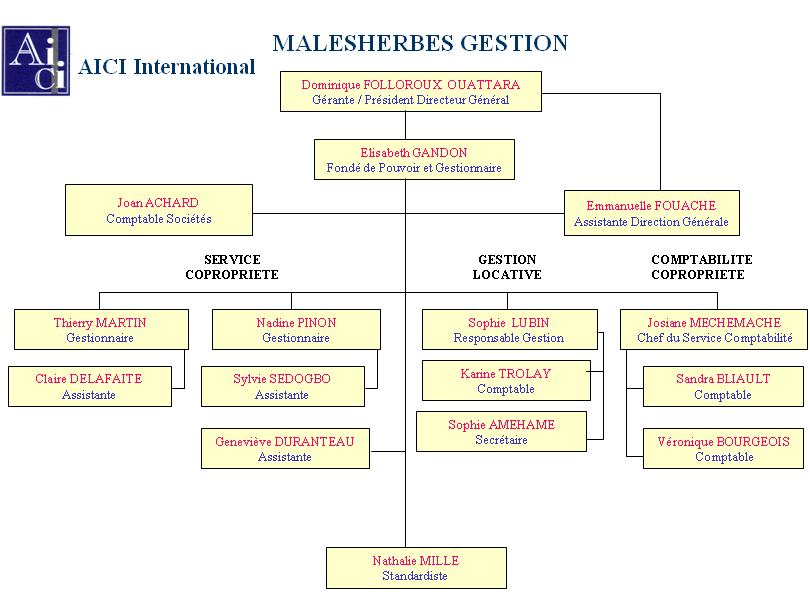 MALESHERBES GESTION
AiCi
AICI International
Dominique FOLLOROUX OUATTARA
Gérante / Président Directeur Général
Elisabeth GANDON
Fondé de Pouvoir et Gestionnaire
Joan ACHARD
Comptable Sociétés
Emmanuelle FOUACHE
Assistante Direction Générale
SERVICE
COPROPRIETE
GESTION
LOCATIVE
COMPTABILITE
COPROPRIETE
Thierry MARTIN
Gestionnaire
Nadine PINON
Gestionnaire
Sophie LUBIN
Responsable Gestion
Josiane MECHEMACHE
Chef du Service Comptabilité
Claire DELAFAITE
Assistante
Sylvie SEDOGBO
Assistante
Karine TROLAY
Comptable
Sandra BLIAULT
Comptable
Geneviève DURANTEAU
Assistante
Sophie AMEHAME
Secrétaire
Véronique BOURGEOIS
Comptable
Nathalie MILLE
Standardiste